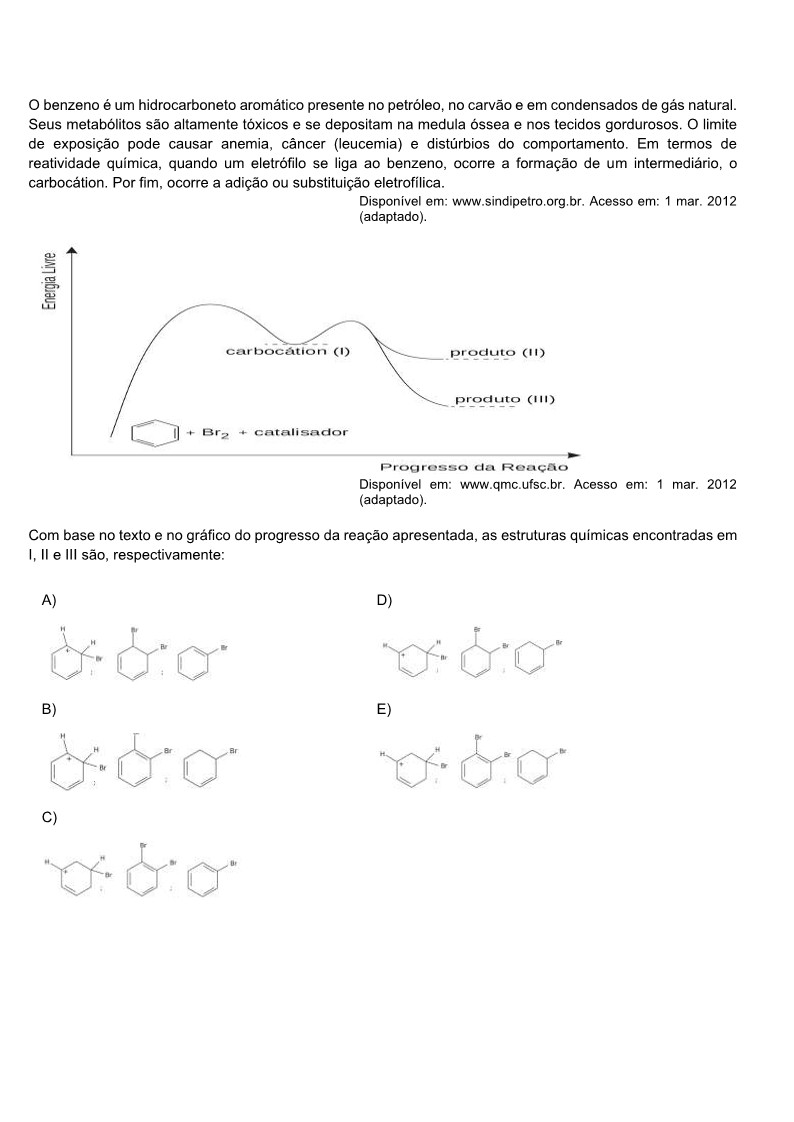 O benzeno é um hidrocarboneto aromático presente no petróleo, no carvão e em condensados de gás natural.
Seus metabólitos são altamente tóxicos e se depositam na medula óssea e nos tecidos gordurosos. O limite
de exposição pode causar anemia, câncer (leucemia) e distúrbios do comportamento. Em termos de
reatividade química, quando um eletrófilo se liga ao benzeno, ocorre a formação de um intermediário, o
carbocátion. Por fim, ocorre a adição ou substituição eletrofílica.
Disponível em: www.sindipetro.org.br. Acesso em: 1 mar. 2012
(adaptado).
Energia Livre
carbocátion (I)
produto (II)
produto (III)
+ Br2 + catalisador
Progresso da Reação
Disponível em: www.qmc.ufsc.br. Acesso em: 1 mar. 2012
(adaptado).
Com base no texto e no gráfico do progresso da reação apresentada, as estruturas químicas encontradas em
I, II e III são, respectivamente:
A)
H H + Br ; Br Br ; Br
B)
H H + Br ; Br ; Br
C)
H H + Br ; Br Br ; Br
D)
H H + Br ; Br Br ; Br
E)
H H + Br ; Br Br ; Br